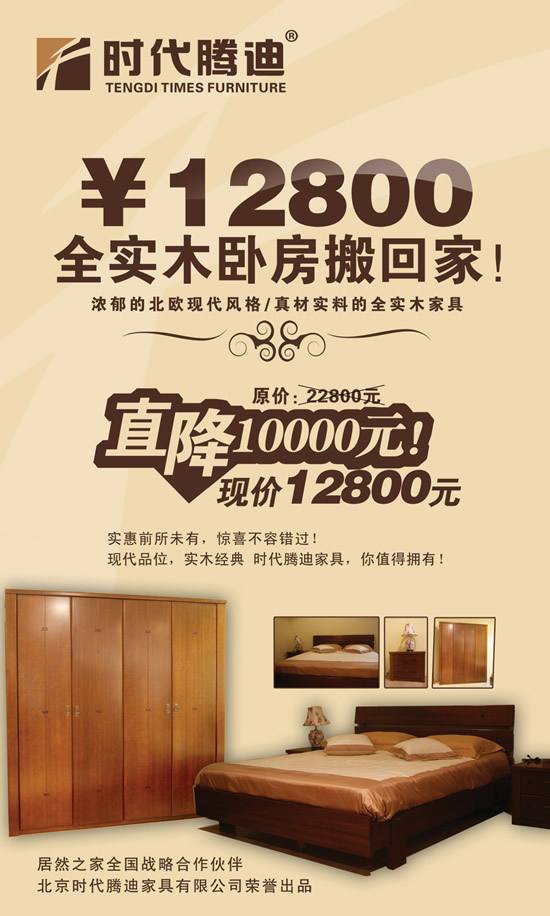 时代腾迪®
TENGDI TIMES FURNITURE
¥12800
全实木卧房搬回家!
浓郁的北欧现代风格/真材实料的全实木家具
原价:22800元
直降10000元!
现价12800元
实惠前所未有,惊喜不容错过!
现代品位,实木经典 时代腾迪家具,你值得拥有!
居然之家全国战略合作伙伴
北京时代腾迪家具有限公司荣誉出品